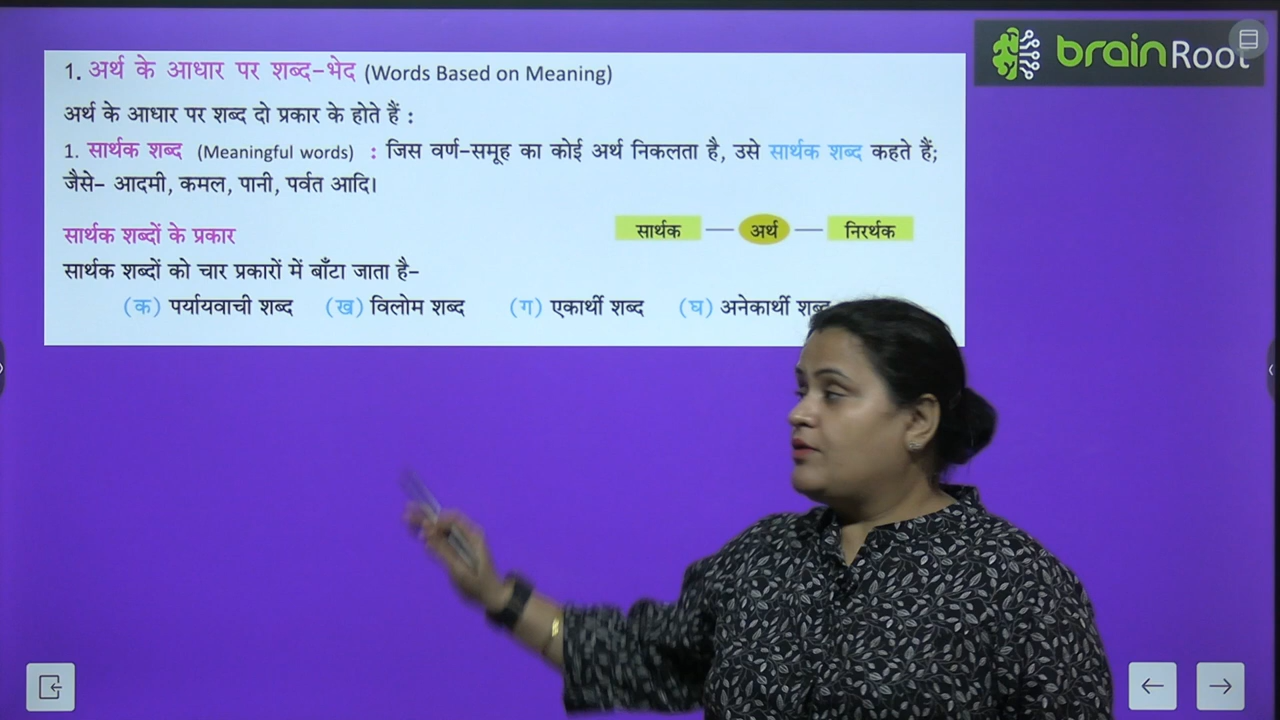 brainRoot
1. अर्थ के आधार पर शब्द-भेद (Words Based on Meaning)
अर्थ के आधार पर शब्द दो प्रकार के होते हैं :
1. सार्थक शब्द (Meaningful words) : जिस वर्ण-समूह का कोई अर्थ निकलता है, उसे सार्थक शब्द कहते हैं;
जैसे- आदमी, कमल, पानी, पर्वत आदि।
सार्थक शब्दों के प्रकार
सार्थक — अर्थ — निरर्थक
सार्थक शब्दों को चार प्रकारों में बाँटा जाता है-
(क) पर्यायवाची शब्द (ख) विलोम शब्द (ग) एकार्थी शब्द (घ) अनेकार्थी शब्द